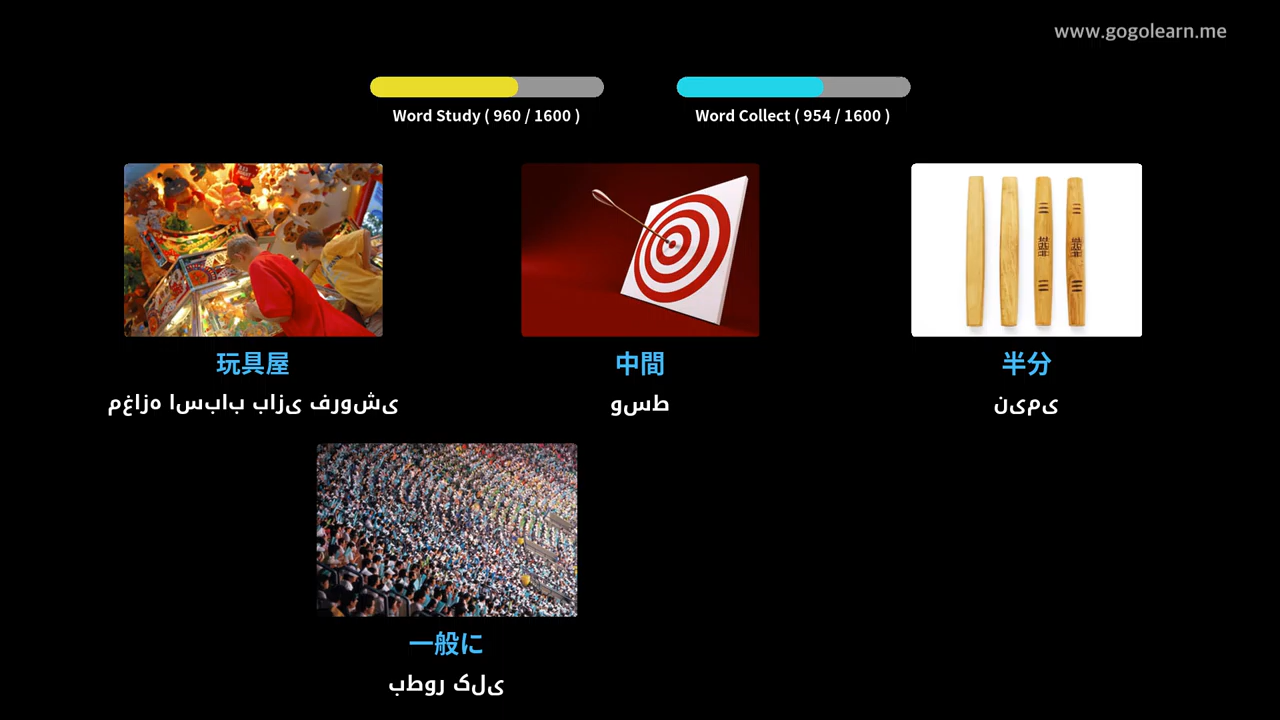 www.gogolearn.me
Word Study ( 960 / 1600 )
Word Collect ( 954 / 1600 )
玩具屋
مغازه اسباب بازی فروشی
中間
وسط
半分
نیمی
一般に
بطور کلی